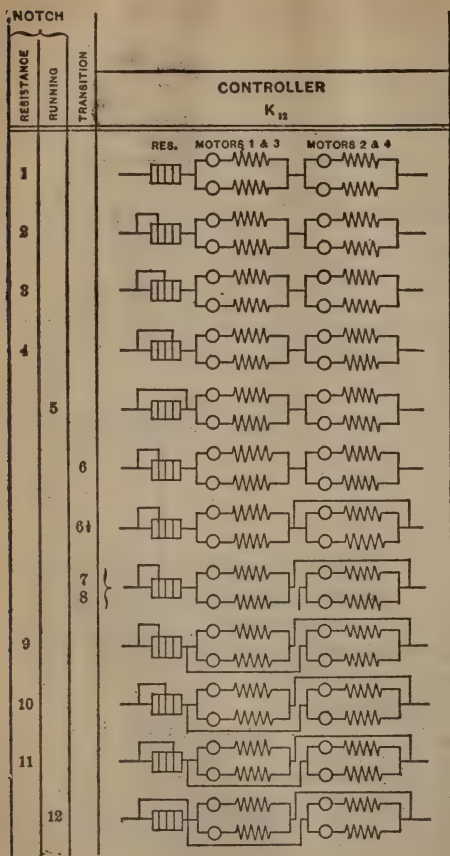 NOTCH
RESISTANCE
RUNNING
TRANSITION
CONTROLLER
K 12
RES. MOTORS 1 & 3 MOTORS 2 & 4
1
2
3
4
5
6
6½
7
8
9
10
11
12